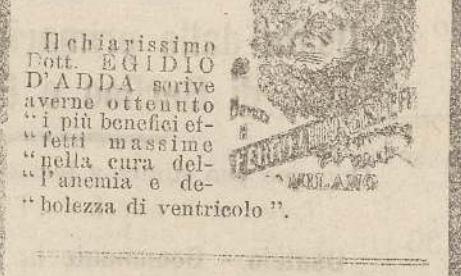 Il chiarissimo
Dott. EGIDIO
D'ADDA scrive
averne ottenuto
“ i più benefici ef-
“ fetti massime
“ nella cura del-
“ l'anemia e de-
“ bolezza di ventricolo ”.
MILANO